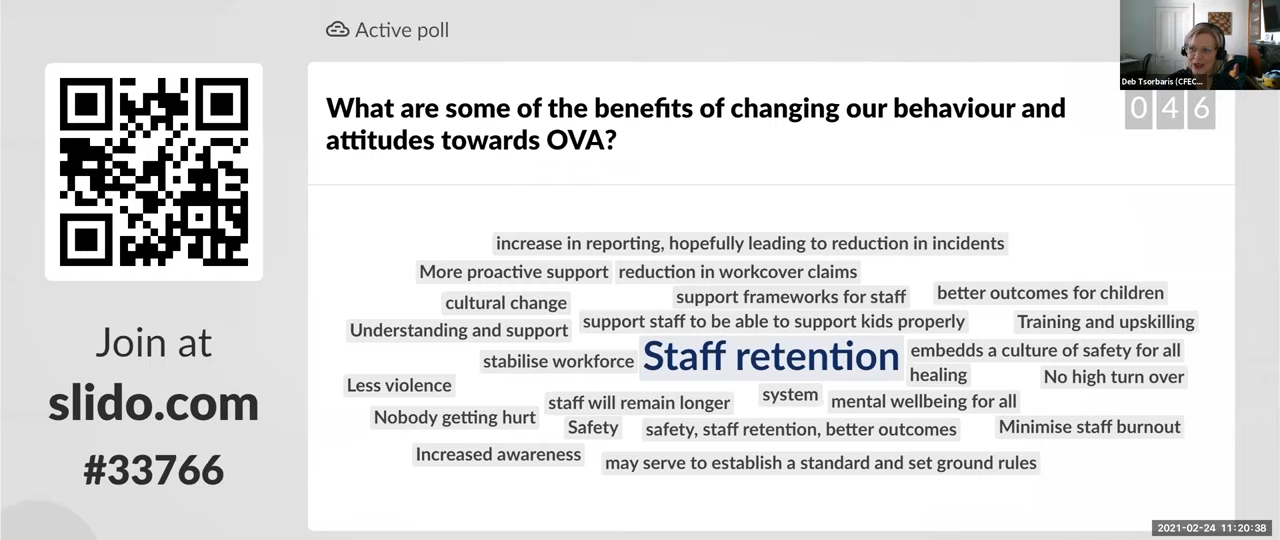 Active poll
Deb Tsorbaris (CFEC...
What are some of the benefits of changing our behaviour and
attitudes towards OVA?
0 4 6
increase in reporting, hopefully leading to reduction in incidents
More proactive support
reduction in workcover claims
cultural change
support frameworks for staff
better outcomes for children
Understanding and support
support staff to be able to support kids properly
Training and upskilling
stabilise workforce
Staff retention
embedds a culture of safety for all
healing
No high turn over
Less violence
system
staff will remain longer
mental wellbeing for all
Nobody getting hurt
Safety
safety, staff retention, better outcomes
Minimise staff burnout
Increased awareness
may serve to establish a standard and set ground rules
Join at
slido.com
#33766
2021-02-24 11:20:38